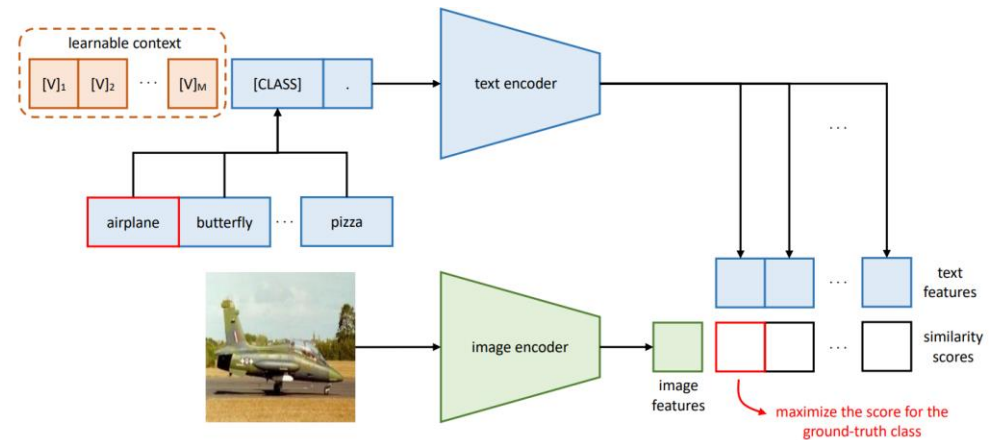 learnable context
[V]₁ [V]₂ ... [V]ₘ [CLASS] .
text encoder
...
airplane butterfly ... pizza
... text
features
image encoder
... similarity
scores
image
features
maximize the score for the
ground-truth class